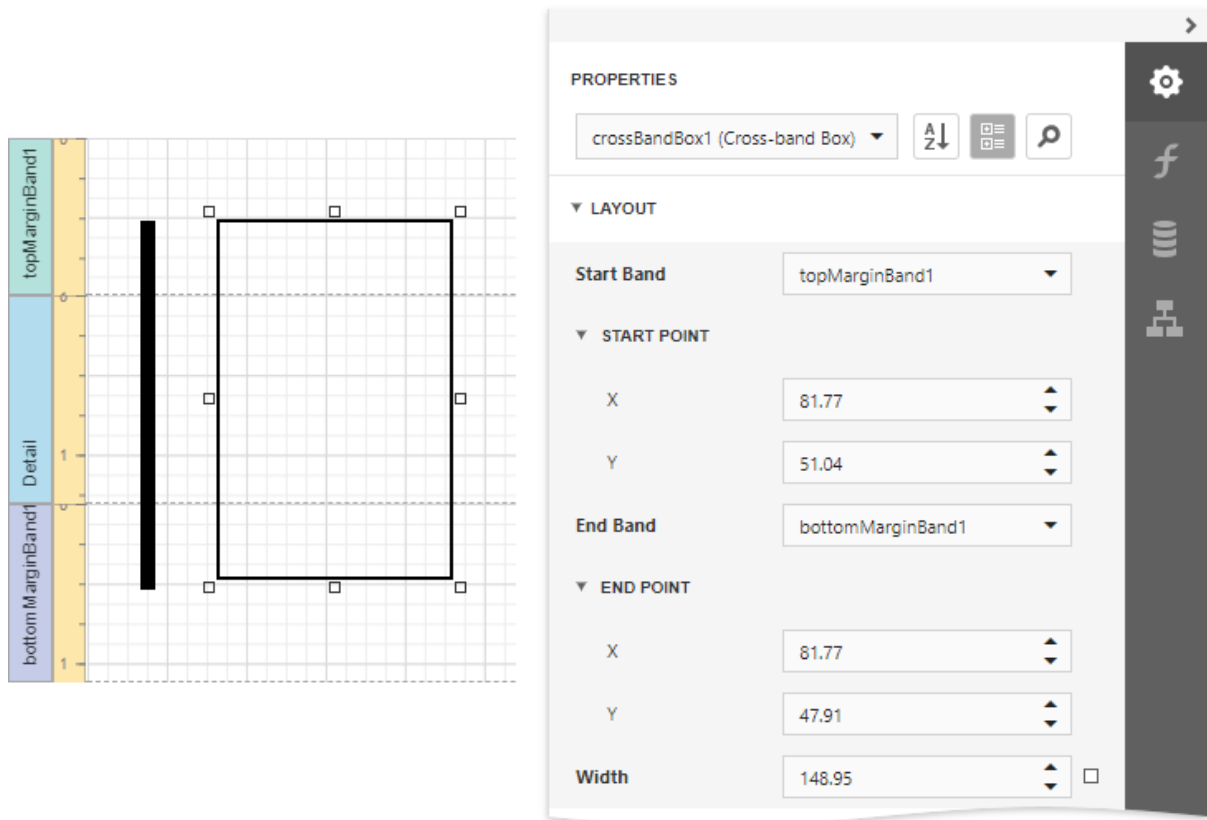 topMarginBand1
0
Detail
0
1
bottomMarginBand1
0
1
PROPERTIES
crossBandBox1 (Cross-band Box)
A
Z
LAYOUT
Start Band
topMarginBand1
START POINT
X
81.77
Y
51.04
End Band
bottomMarginBand1
END POINT
X
81.77
Y
47.91
Width
148.95